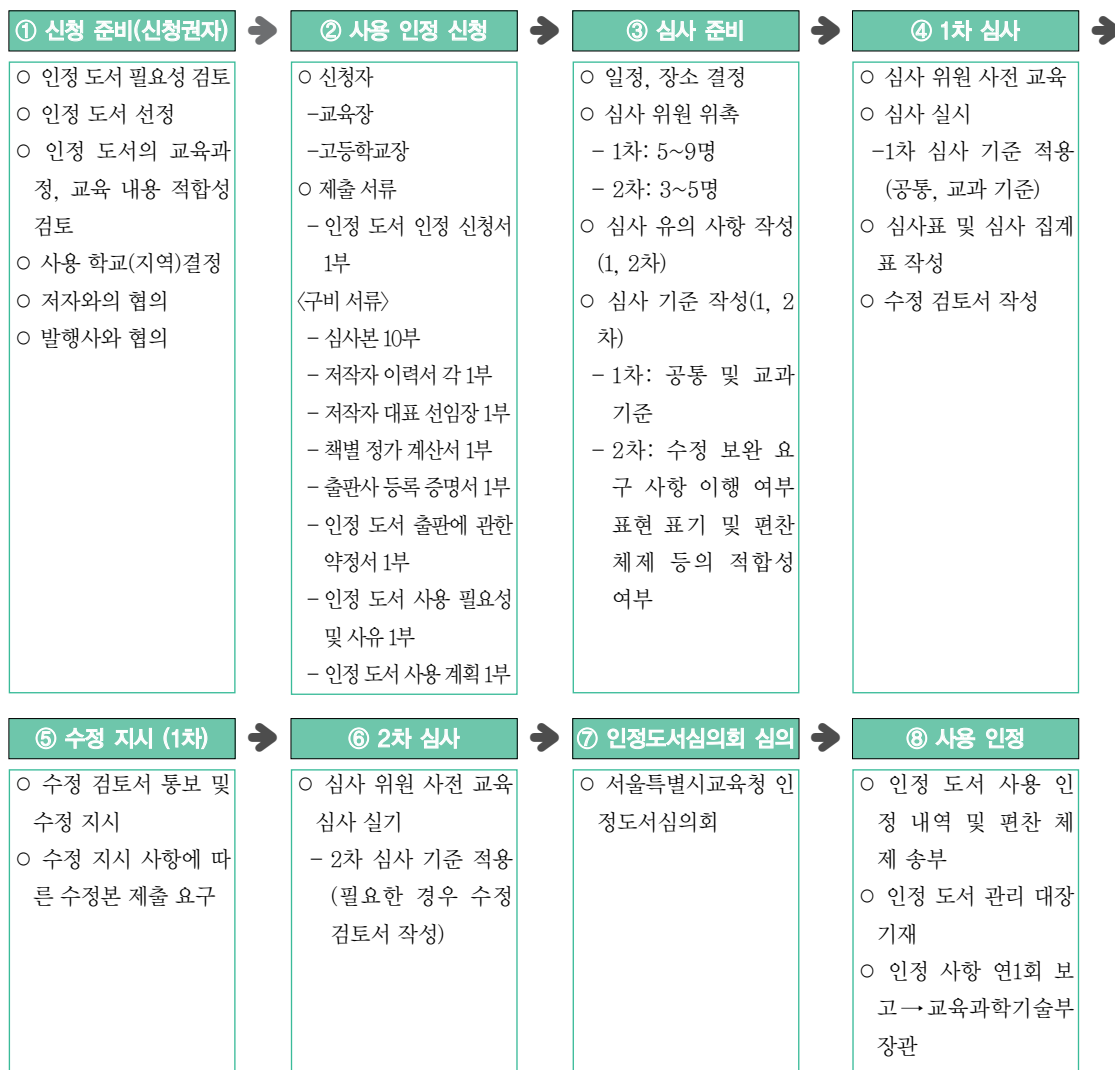 ① 신청 준비(신청권자)
○ 인정 도서 필요성 검토
○ 인정 도서 선정
○ 인정 도서의 교육과
정, 교육 내용 적합성
검토
○ 사용 학교(지역)결정
○ 저자와의 협의
○ 발행사와 협의
② 사용 인정 신청
○ 신청자
-교육장
-고등학교장
○ 제출 서류
- 인정 도서 인정 신청서
1부
〈구비 서류〉
- 심사본 10부
- 저작자 이력서 각 1부
- 저작자 대표 선임장 1부
- 책별 정가 계산서 1부
- 출판사 등록 증명서 1부
- 인정 도서 출판에 관한
약정서 1부
- 인정 도서 사용 필요성
및 사유 1부
- 인정 도서 사용 계획 1부
③ 심사 준비
○ 일정, 장소 결정
○ 심사 위원 위촉
- 1차: 5~9명
- 2차: 3~5명
○ 심사 유의 사항 작성
(1, 2차)
○ 심사 기준 작성(1, 2
차)
- 1차: 공통 및 교과
기준
- 2차: 수정 보완 요
구 사항 이행 여부
표현 표기 및 편찬
체제 등의 적합성
여부
④ 1차 심사
○ 심사 위원 사전 교육
○ 심사 실시
-1차 심사 기준 적용
(공통, 교과 기준)
○ 심사표 및 심사 집계
표 작성
○ 수정 검토서 작성
⑤ 수정 지시 (1차)
○ 수정 검토서 통보 및
수정 지시
○ 수정 지시 사항에 따
른 수정본 제출 요구
⑥ 2차 심사
○ 심사 위원 사전 교육
심사 실기
- 2차 심사 기준 적용
(필요한 경우 수정
검토서 작성)
⑦ 인정도서심의회 심의
○ 서울특별시교육청 인
정도서심의회
⑧ 사용 인정
○ 인정 도서 사용 인
정 내역 및 편찬 체
제 송부
○ 인정 도서 관리 대장
기재
○ 인정 사항 연1회 보
고→교육과학기술부
장관